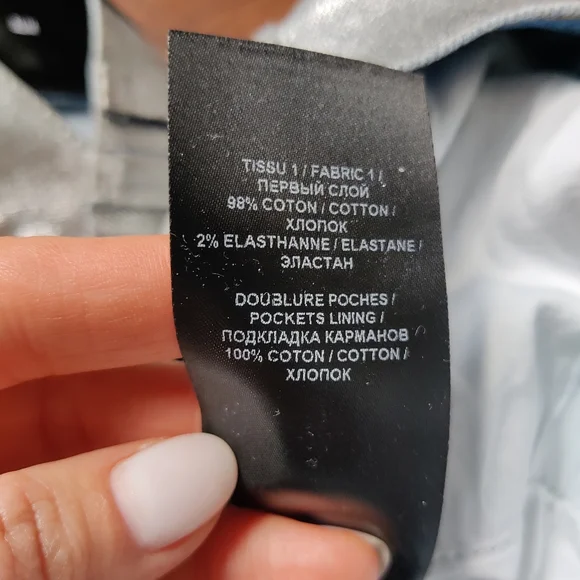 TISSU 1 / FABRIC 1 /
ПЕРВЫЙ СЛОЙ
98% COTON / COTTON /
ХЛОПОК
2% ELASTHANNE / ELASTANE /
ЭЛАСТАН
DOUBLURE POCHES /
POCKETS LINING /
ПОДКЛАДКА КАРМАНОВ
100% COTON / COTTON /
ХЛОПОК